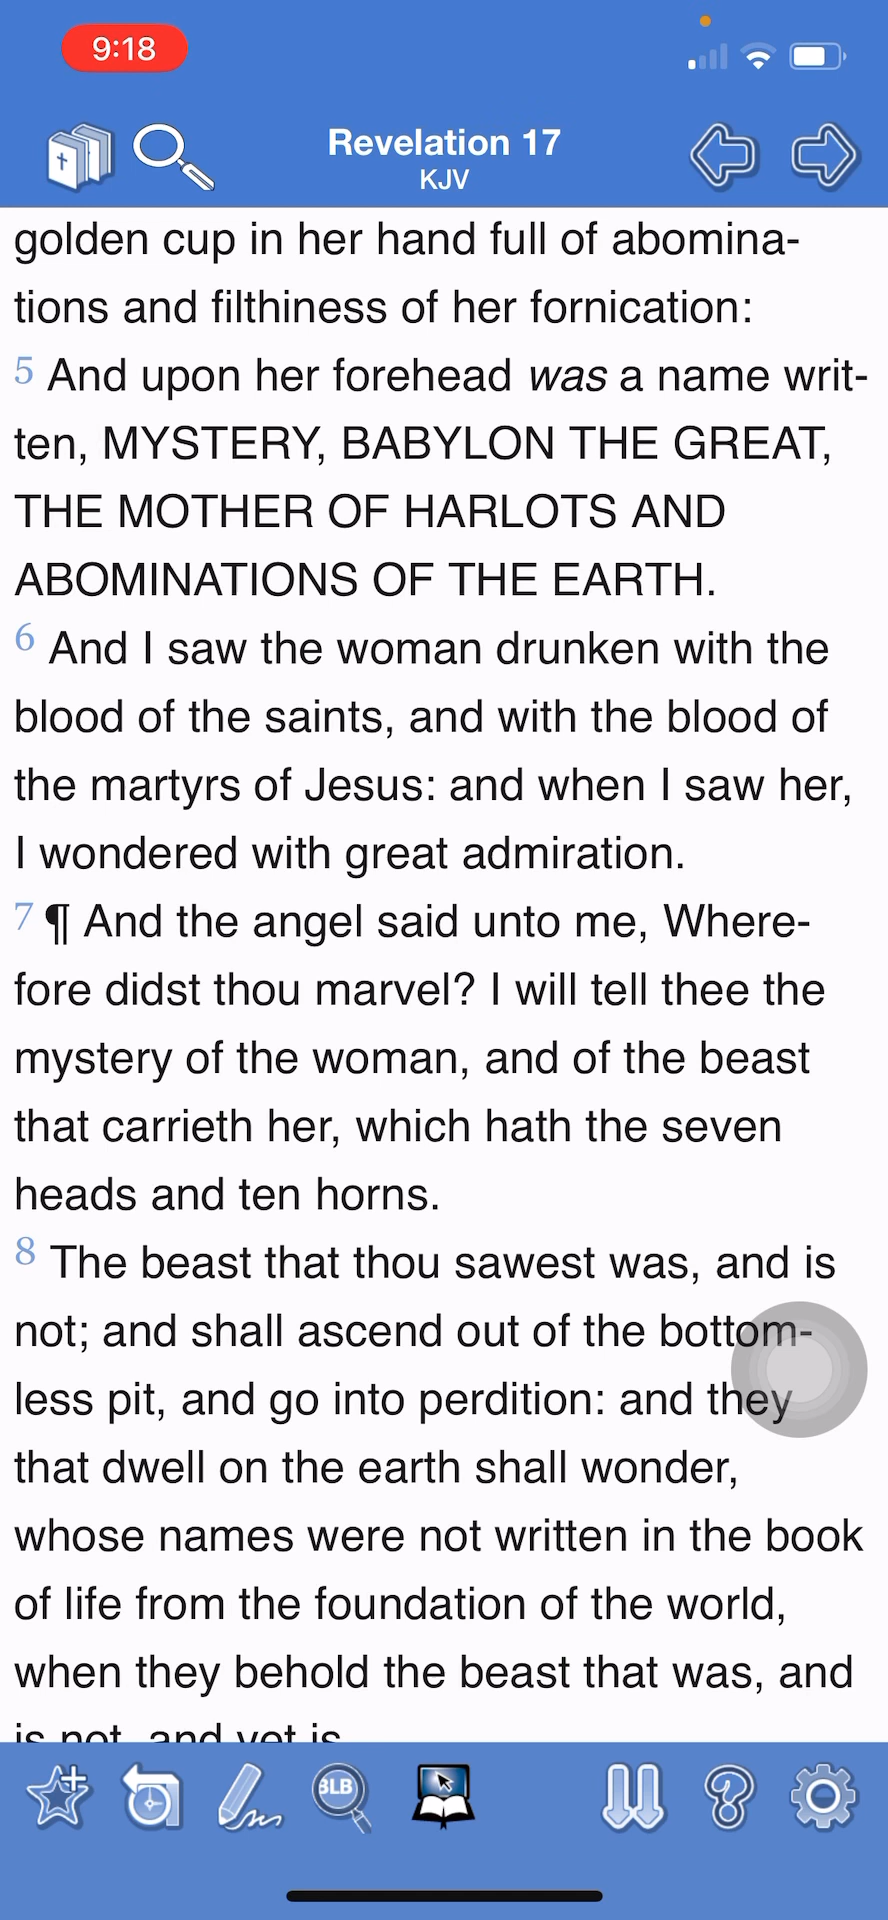 9:18
Revelation 17
KJV
golden cup in her hand full of abomina-
tions and filthiness of her fornication:
5 And upon her forehead was a name writ-
ten, MYSTERY, BABYLON THE GREAT,
THE MOTHER OF HARLOTS AND
ABOMINATIONS OF THE EARTH.
6 And I saw the woman drunken with the
blood of the saints, and with the blood of
the martyrs of Jesus: and when I saw her,
I wondered with great admiration.
7 ¶ And the angel said unto me, Where-
fore didst thou marvel? I will tell thee the
mystery of the woman, and of the beast
that carrieth her, which hath the seven
heads and ten horns.
8 The beast that thou sawest was, and is
not; and shall ascend out of the bottom-
less pit, and go into perdition: and they
that dwell on the earth shall wonder,
whose names were not written in the book
of life from the foundation of the world,
when they behold the beast that was, and
is not, and yet is.
BLB